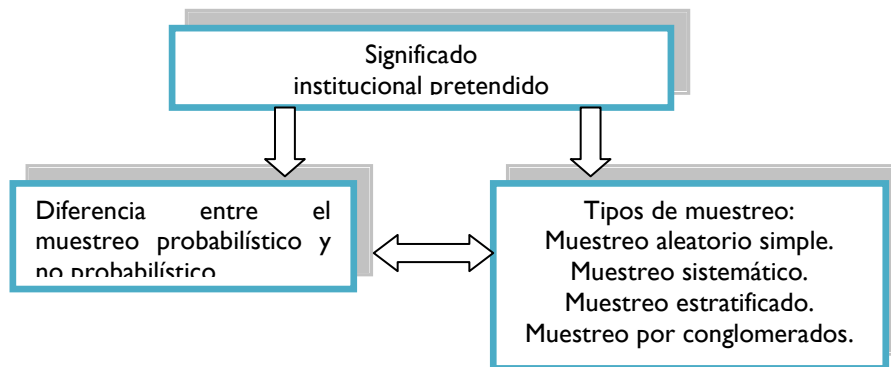 Significado
institucional pretendido
Diferencia entre el
muestreo probabilístico y
no probabilístico
Tipos de muestreo:
Muestreo aleatorio simple.
Muestreo sistemático.
Muestreo estratificado.
Muestreo por conglomerados.